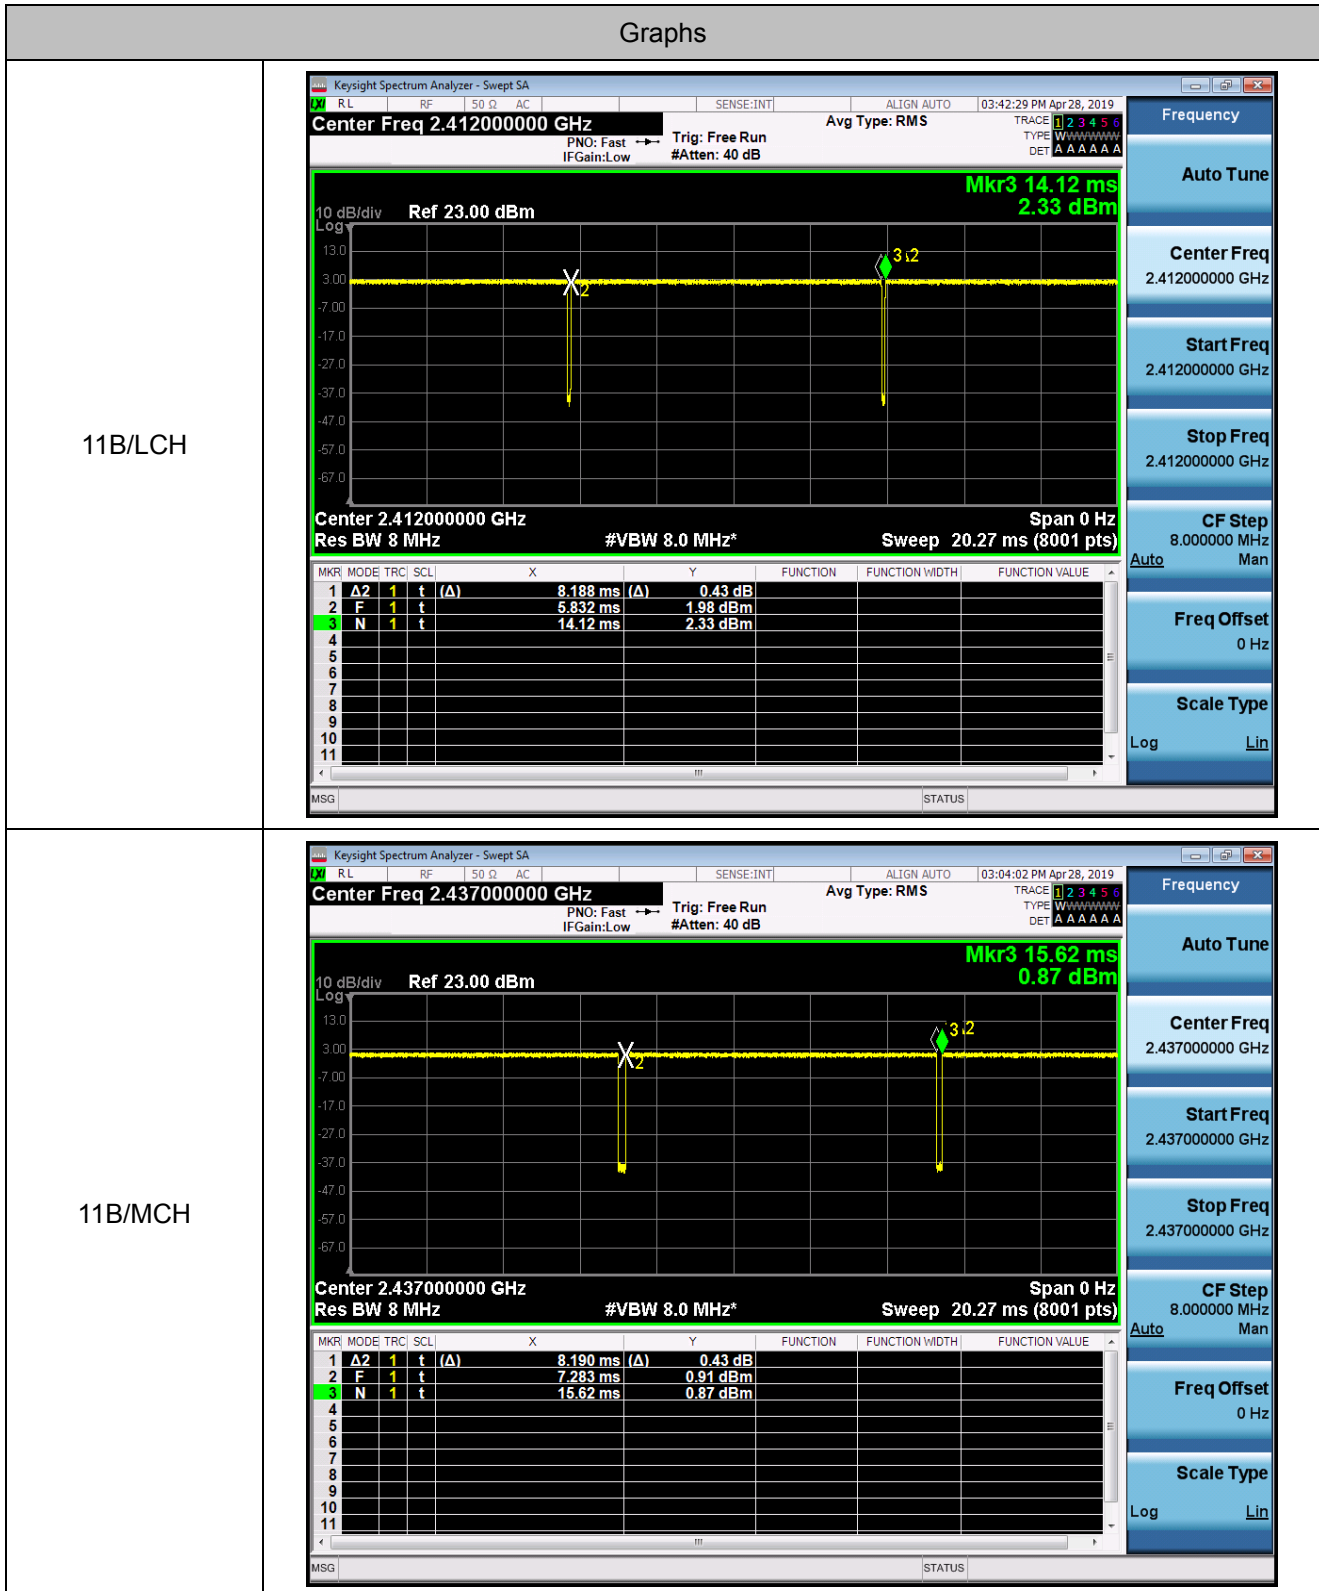 Graphs
11B/LCH
Keysight Spectrum Analyzer - Swept SA
LXI RL RF 50 Ω AC SENSE:INT ALIGN AUTO 03:42:29 PM Apr 28, 2019
Center Freq 2.412000000 GHz Avg Type: RMS TRACE 1 2 3 4 5 6
PNO: Fast Trig: Free Run TYPE WWWWWW
IFGain:Low #Atten: 40 dB DET A A A A A A
Mkr3 14.12 ms
2.33 dBm
10 dB/div Ref 23.00 dBm
Log
13.0
3.00
-7.00
-17.0
-27.0
-37.0
-47.0
-57.0
-67.0
2
Center 2.412000000 GHz Span 0 Hz
Res BW 8 MHz #VBW 8.0 MHz* Sweep 20.27 ms (8001 pts)
MKR MODE TRC SCL X Y FUNCTION FUNCTION WIDTH FUNCTION VALUE
1 Δ2 1 t (Δ) 8.188 ms (Δ) 0.43 dB
2 F 1 t 5.832 ms 1.98 dBm
3 N 1 t 14.12 ms 2.33 dBm
4
5
6
7
8
9
10
11
MSG STATUS
Frequency
Auto Tune
Center Freq
2.412000000 GHz
Start Freq
2.412000000 GHz
Stop Freq
2.412000000 GHz
CF Step
8.000000 MHz
Auto Man
Freq Offset
0 Hz
Scale Type
Log Lin
11B/MCH
Keysight Spectrum Analyzer - Swept SA
LXI RL RF 50 Ω AC SENSE:INT ALIGN AUTO 03:04:02 PM Apr 28, 2019
Center Freq 2.437000000 GHz Avg Type: RMS TRACE 1 2 3 4 5 6
PNO: Fast Trig: Free Run TYPE WWWWWW
IFGain:Low #Atten: 40 dB DET A A A A A A
Mkr3 15.62 ms
0.87 dBm
10 dB/div Ref 23.00 dBm
Log
13.0
3.00
-7.00
-17.0
-27.0
-37.0
-47.0
-57.0
-67.0
2
Center 2.437000000 GHz Span 0 Hz
Res BW 8 MHz #VBW 8.0 MHz* Sweep 20.27 ms (8001 pts)
MKR MODE TRC SCL X Y FUNCTION FUNCTION WIDTH FUNCTION VALUE
1 Δ2 1 t (Δ) 8.190 ms (Δ) 0.43 dB
2 F 1 t 7.283 ms 0.91 dBm
3 N 1 t 15.62 ms 0.87 dBm
4
5
6
7
8
9
10
11
MSG STATUS
Frequency
Auto Tune
Center Freq
2.437000000 GHz
Start Freq
2.437000000 GHz
Stop Freq
2.437000000 GHz
CF Step
8.000000 MHz
Auto Man
Freq Offset
0 Hz
Scale Type
Log Lin